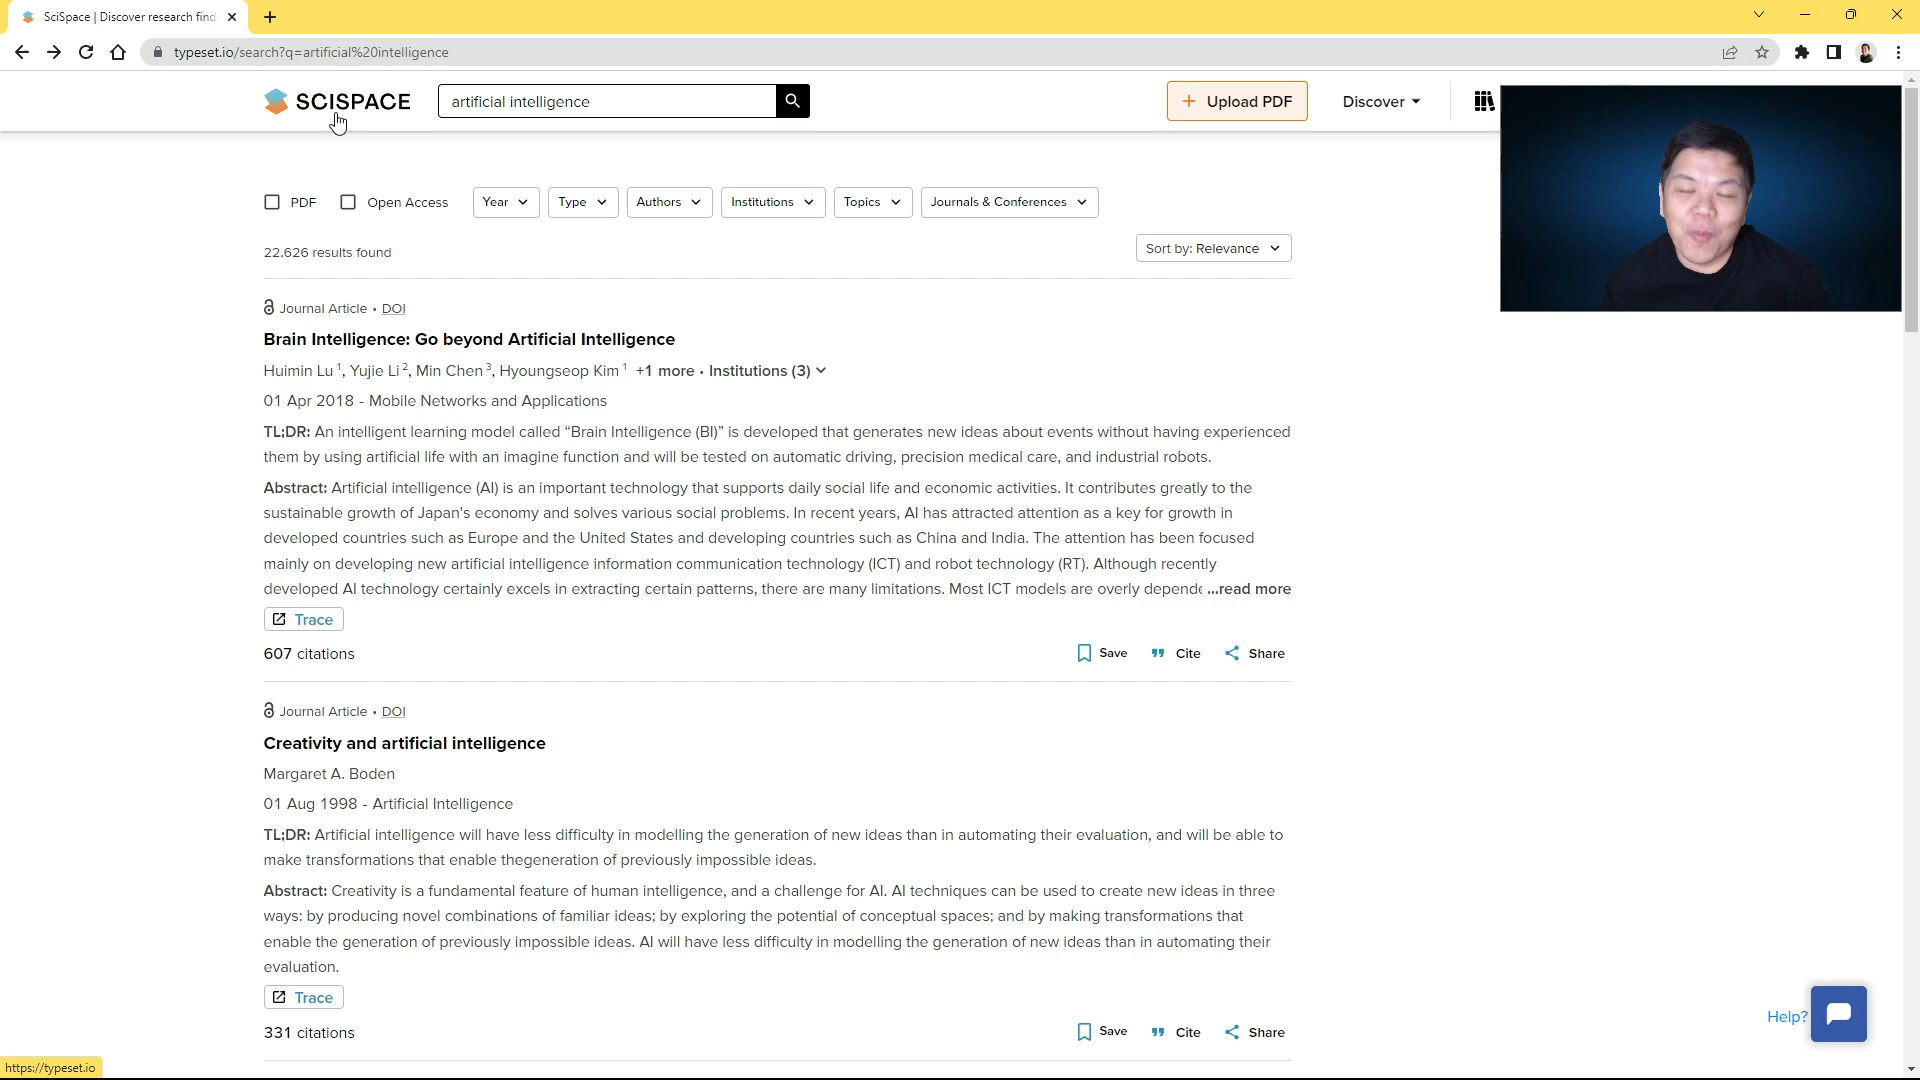 SciSpace | Discover research find
typeset.io/search?q=artificial%20intelligence
SCISPACE
artificial intelligence
Upload PDF
Discover
PDF
Open Access
Year
Type
Authors
Institutions
Topics
Journals & Conferences
22,626 results found
Sort by: Relevance
Journal Article • DOI
Brain Intelligence: Go beyond Artificial Intelligence
Huimin Lu 1, Yujie Li 2, Min Chen 3, Hyoungseop Kim 1 +1 more • Institutions (3)
01 Apr 2018 - Mobile Networks and Applications
TL;DR: An intelligent learning model called “Brain Intelligence (BI)” is developed that generates new ideas about events without having experienced
them by using artificial life with an imagine function and will be tested on automatic driving, precision medical care, and industrial robots.
Abstract: Artificial intelligence (AI) is an important technology that supports daily social life and economic activities. It contributes greatly to the
sustainable growth of Japan's economy and solves various social problems. In recent years, AI has attracted attention as a key for growth in
developed countries such as Europe and the United States and developing countries such as China and India. The attention has been focused
mainly on developing new artificial intelligence information communication technology (ICT) and robot technology (RT). Although recently
developed AI technology certainly excels in extracting certain patterns, there are many limitations. Most ICT models are overly depende ...read more
Trace
607 citations
Save
Cite
Share
Journal Article • DOI
Creativity and artificial intelligence
Margaret A. Boden
01 Aug 1998 - Artificial Intelligence
TL;DR: Artificial intelligence will have less difficulty in modelling the generation of new ideas than in automating their evaluation, and will be able to
make transformations that enable thegeneration of previously impossible ideas.
Abstract: Creativity is a fundamental feature of human intelligence, and a challenge for AI. AI techniques can be used to create new ideas in three
ways: by producing novel combinations of familiar ideas; by exploring the potential of conceptual spaces; and by making transformations that
enable the generation of previously impossible ideas. AI will have less difficulty in modelling the generation of new ideas than in automating their
evaluation.
Trace
331 citations
Save
Cite
Share
Help?
https://typeset.io